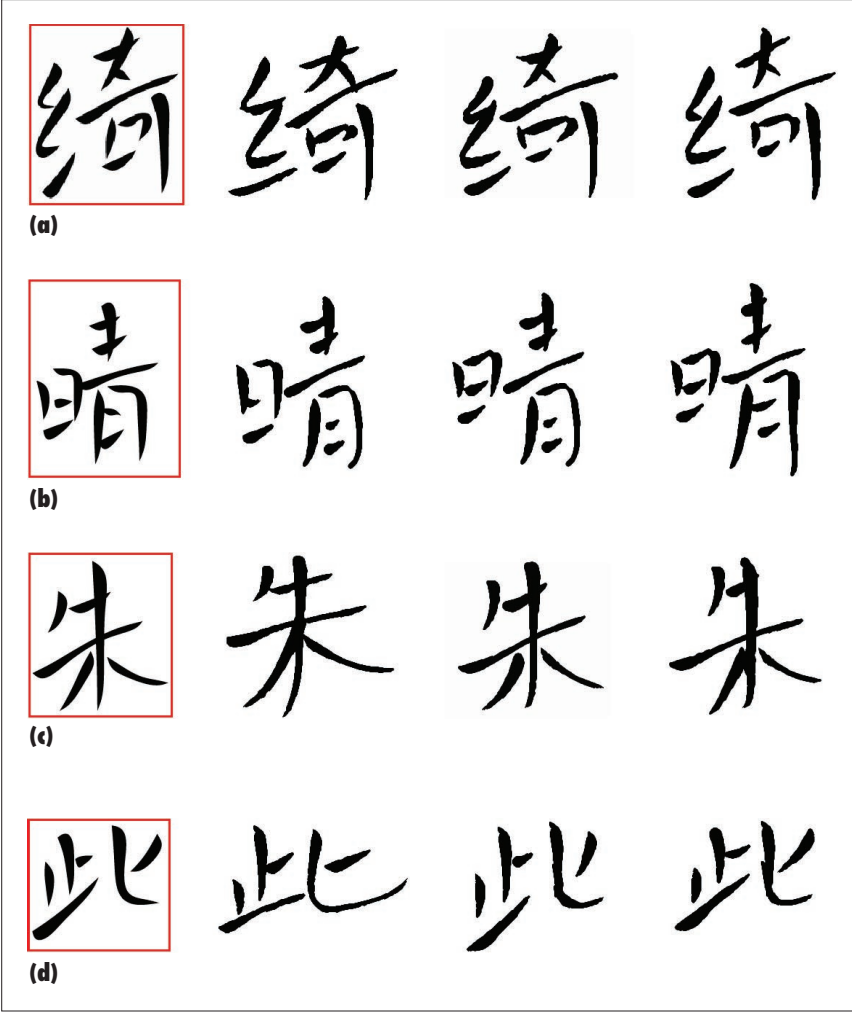 绮 绮 绮 绮
(a)
晴 晴 晴 晴
(b)
朱 朱 朱 朱
(c)
此 此 此 此
(d)